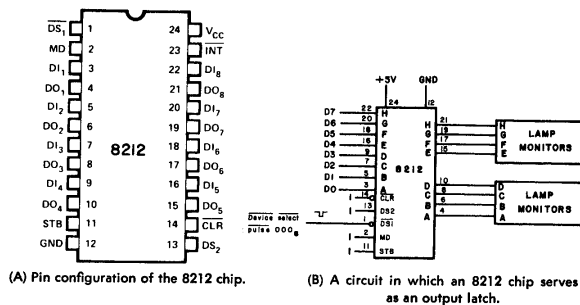 DS1 1 24 VCC
MD 2 23 INT
DI1 3 22 DI8
DO1 4 21 DO8
DI2 5 20 DI7
DO2 6 19 DO7
DI3 7 8212 18 DI6
DO3 8 17 DO6
DI4 9 16 DI5
DO4 10 15 DO5
STB 11 14 CLR
GND 12 13 DS2
(A) Pin configuration of the 8212 chip.
+5V GND
24 12
D7 22 H H 21 H
D6 20 G G 19 G LAMP
D5 18 F F 17 F MONITORS
D4 16 E E 15 E
D3 9 D
D2 7 C 8212
D1 5 B D 10 D
D0 3 A C 8 C LAMP
1 14 CLR B 6 B MONITORS
1 13 DS2 A 4 A
Device select 1 DS1
pulse 0008
1 2 MD
1 11 STB
(B) A circuit in which an 8212 chip serves
as an output latch.